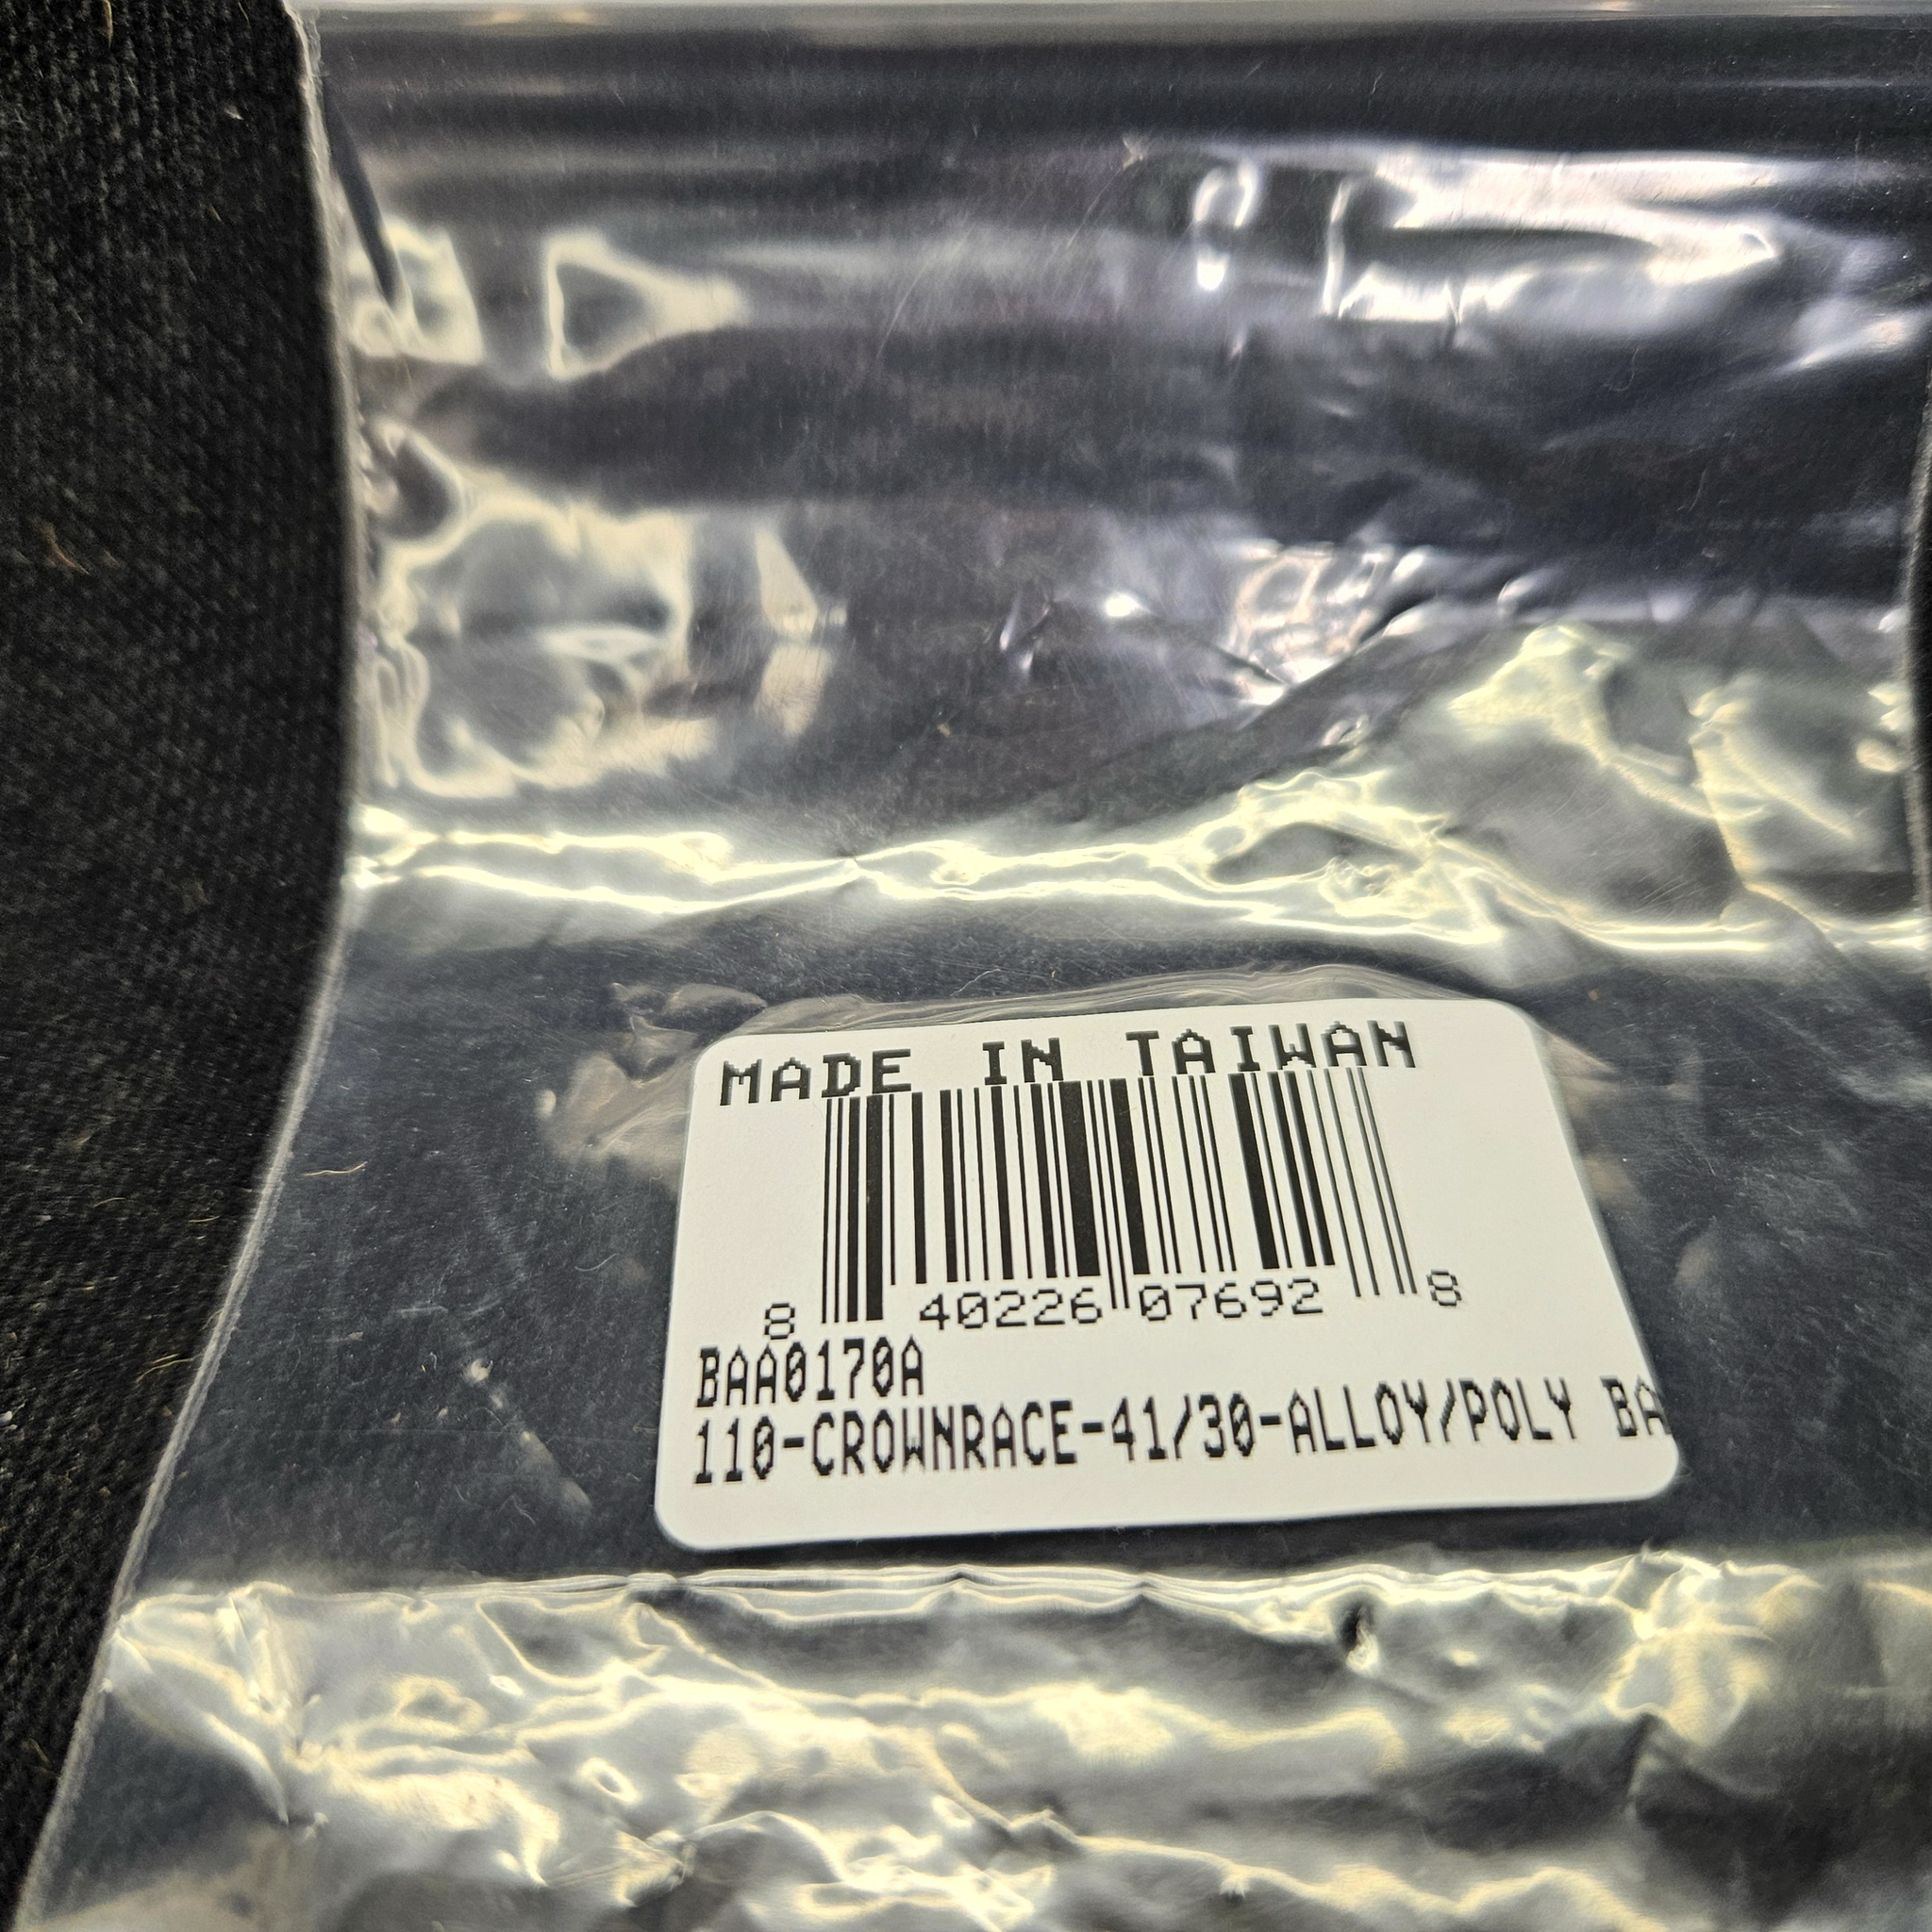 MADE IN TAIWAN
8 40226 07692 8
BAA0170A
110-CROWNRACE-41/30-ALLOY/POLY BA